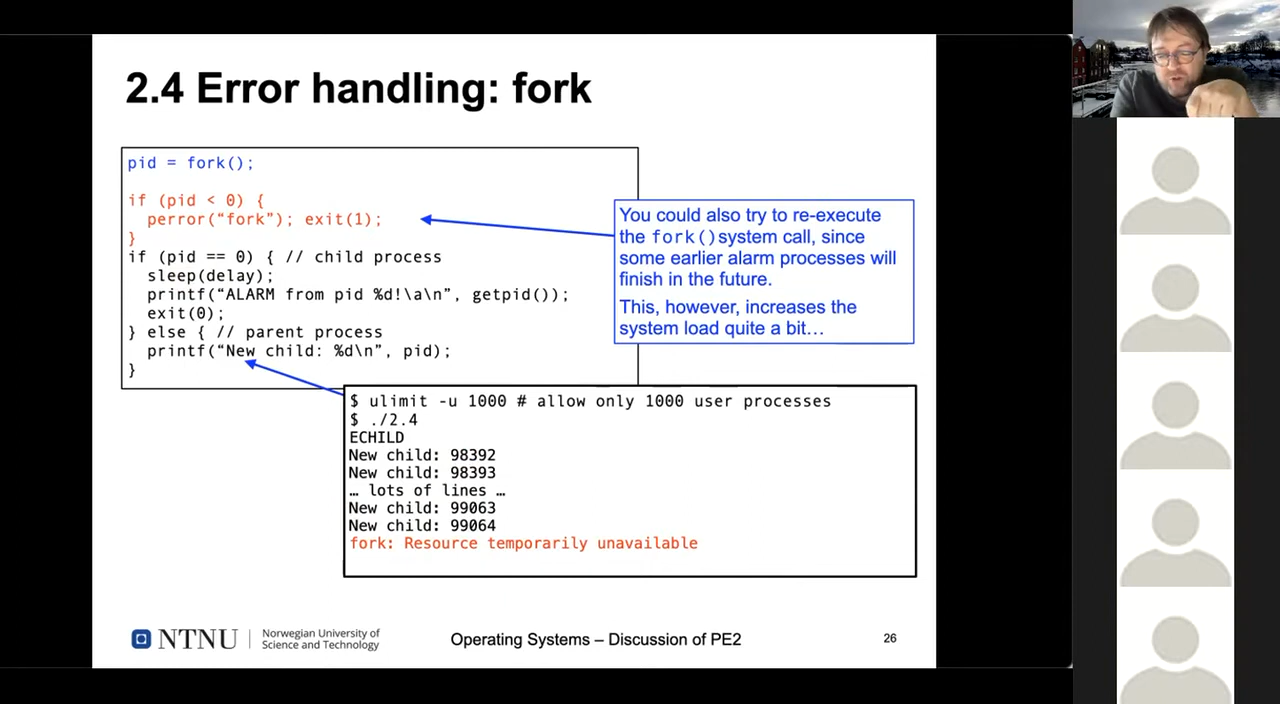 2.4 Error handling: fork
pid = fork();
if (pid < 0) {
perror(“fork”); exit(1);
}
if (pid == 0) { // child process
sleep(delay);
printf(“ALARM from pid %d!\a\n”, getpid());
exit(0);
} else { // parent process
printf(“New child: %d\n”, pid);
}
You could also try to re-execute
the fork()system call, since
some earlier alarm processes will
finish in the future.
This, however, increases the
system load quite a bit…
$ ulimit -u 1000 # allow only 1000 user processes
$ ./2.4
ECHILD
New child: 98392
New child: 98393
… lots of lines …
New child: 99063
New child: 99064
fork: Resource temporarily unavailable
NTNU
Norwegian University of
Science and Technology
Operating Systems – Discussion of PE2
26